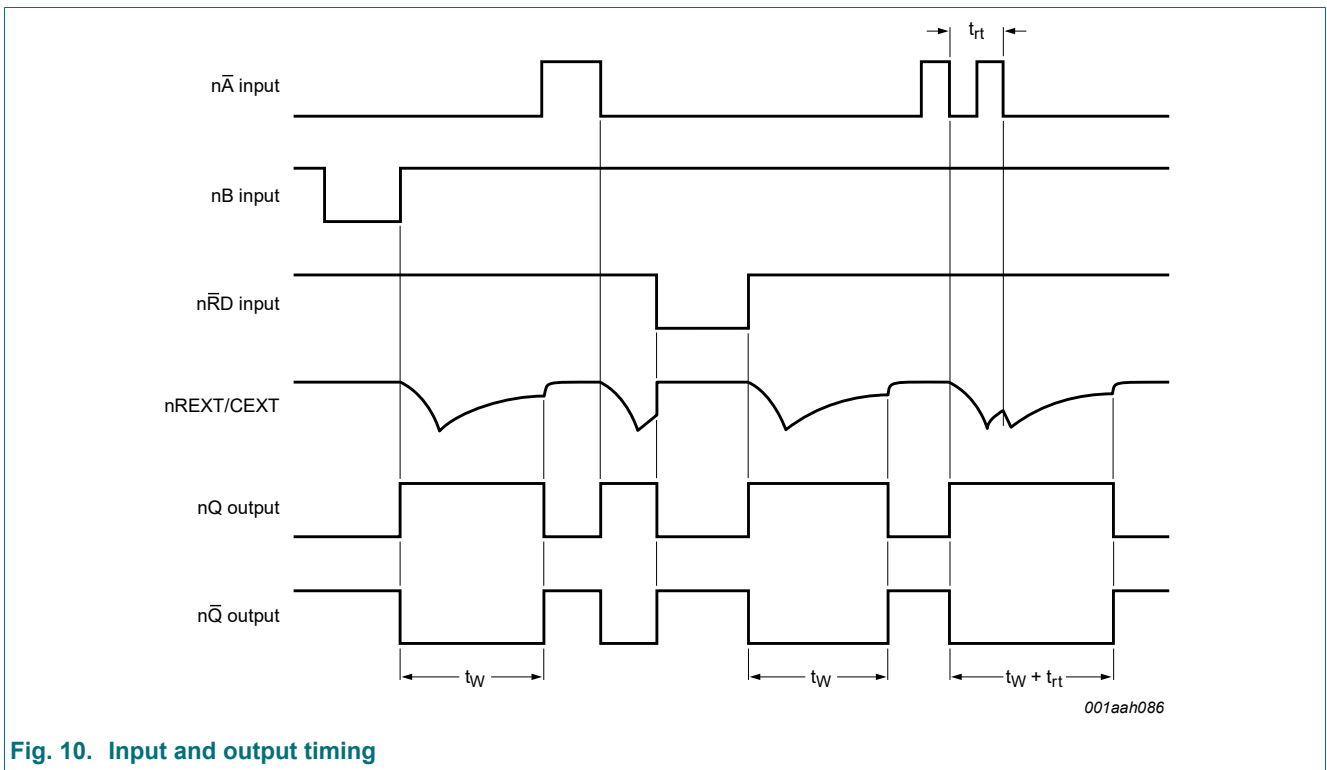 t_rt
nA̅ input
nB input
nR̅D input
nREXT/CEXT
nQ output
nQ̅ output
t_W
t_W
t_W + t_rt
001aah086
Fig. 10. Input and output timing